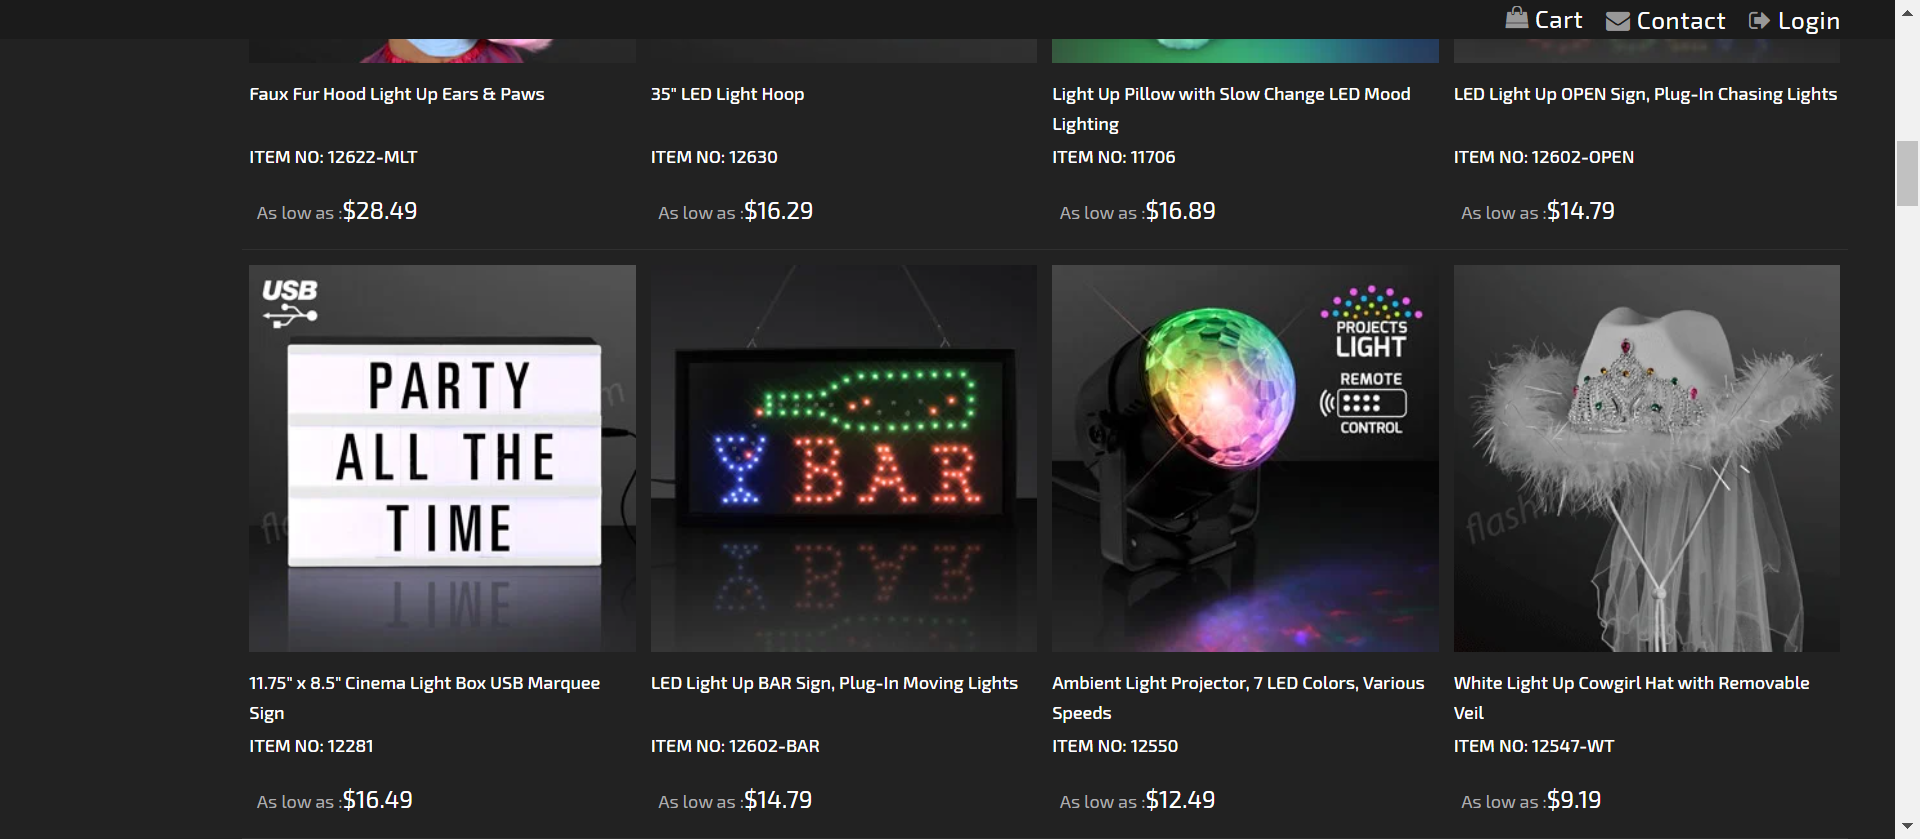 Cart Contact Login
Faux Fur Hood Light Up Ears & Paws
ITEM NO: 12622-MLT
As low as :$28.49
35" LED Light Hoop
ITEM NO: 12630
As low as :$16.29
Light Up Pillow with Slow Change LED Mood
Lighting
ITEM NO: 11706
As low as :$16.89
LED Light Up OPEN Sign, Plug-In Chasing Lights
ITEM NO: 12602-OPEN
As low as :$14.79
USB
PARTY
ALL THE
TIME
11.75" x 8.5" Cinema Light Box USB Marquee
Sign
ITEM NO: 12281
As low as :$16.49
BAR
LED Light Up BAR Sign, Plug-In Moving Lights
ITEM NO: 12602-BAR
As low as :$14.79
PROJECTS
LIGHT
REMOTE
CONTROL
Ambient Light Projector, 7 LED Colors, Various
Speeds
ITEM NO: 12550
As low as :$12.49
White Light Up Cowgirl Hat with Removable
Veil
ITEM NO: 12547-WT
As low as :$9.19